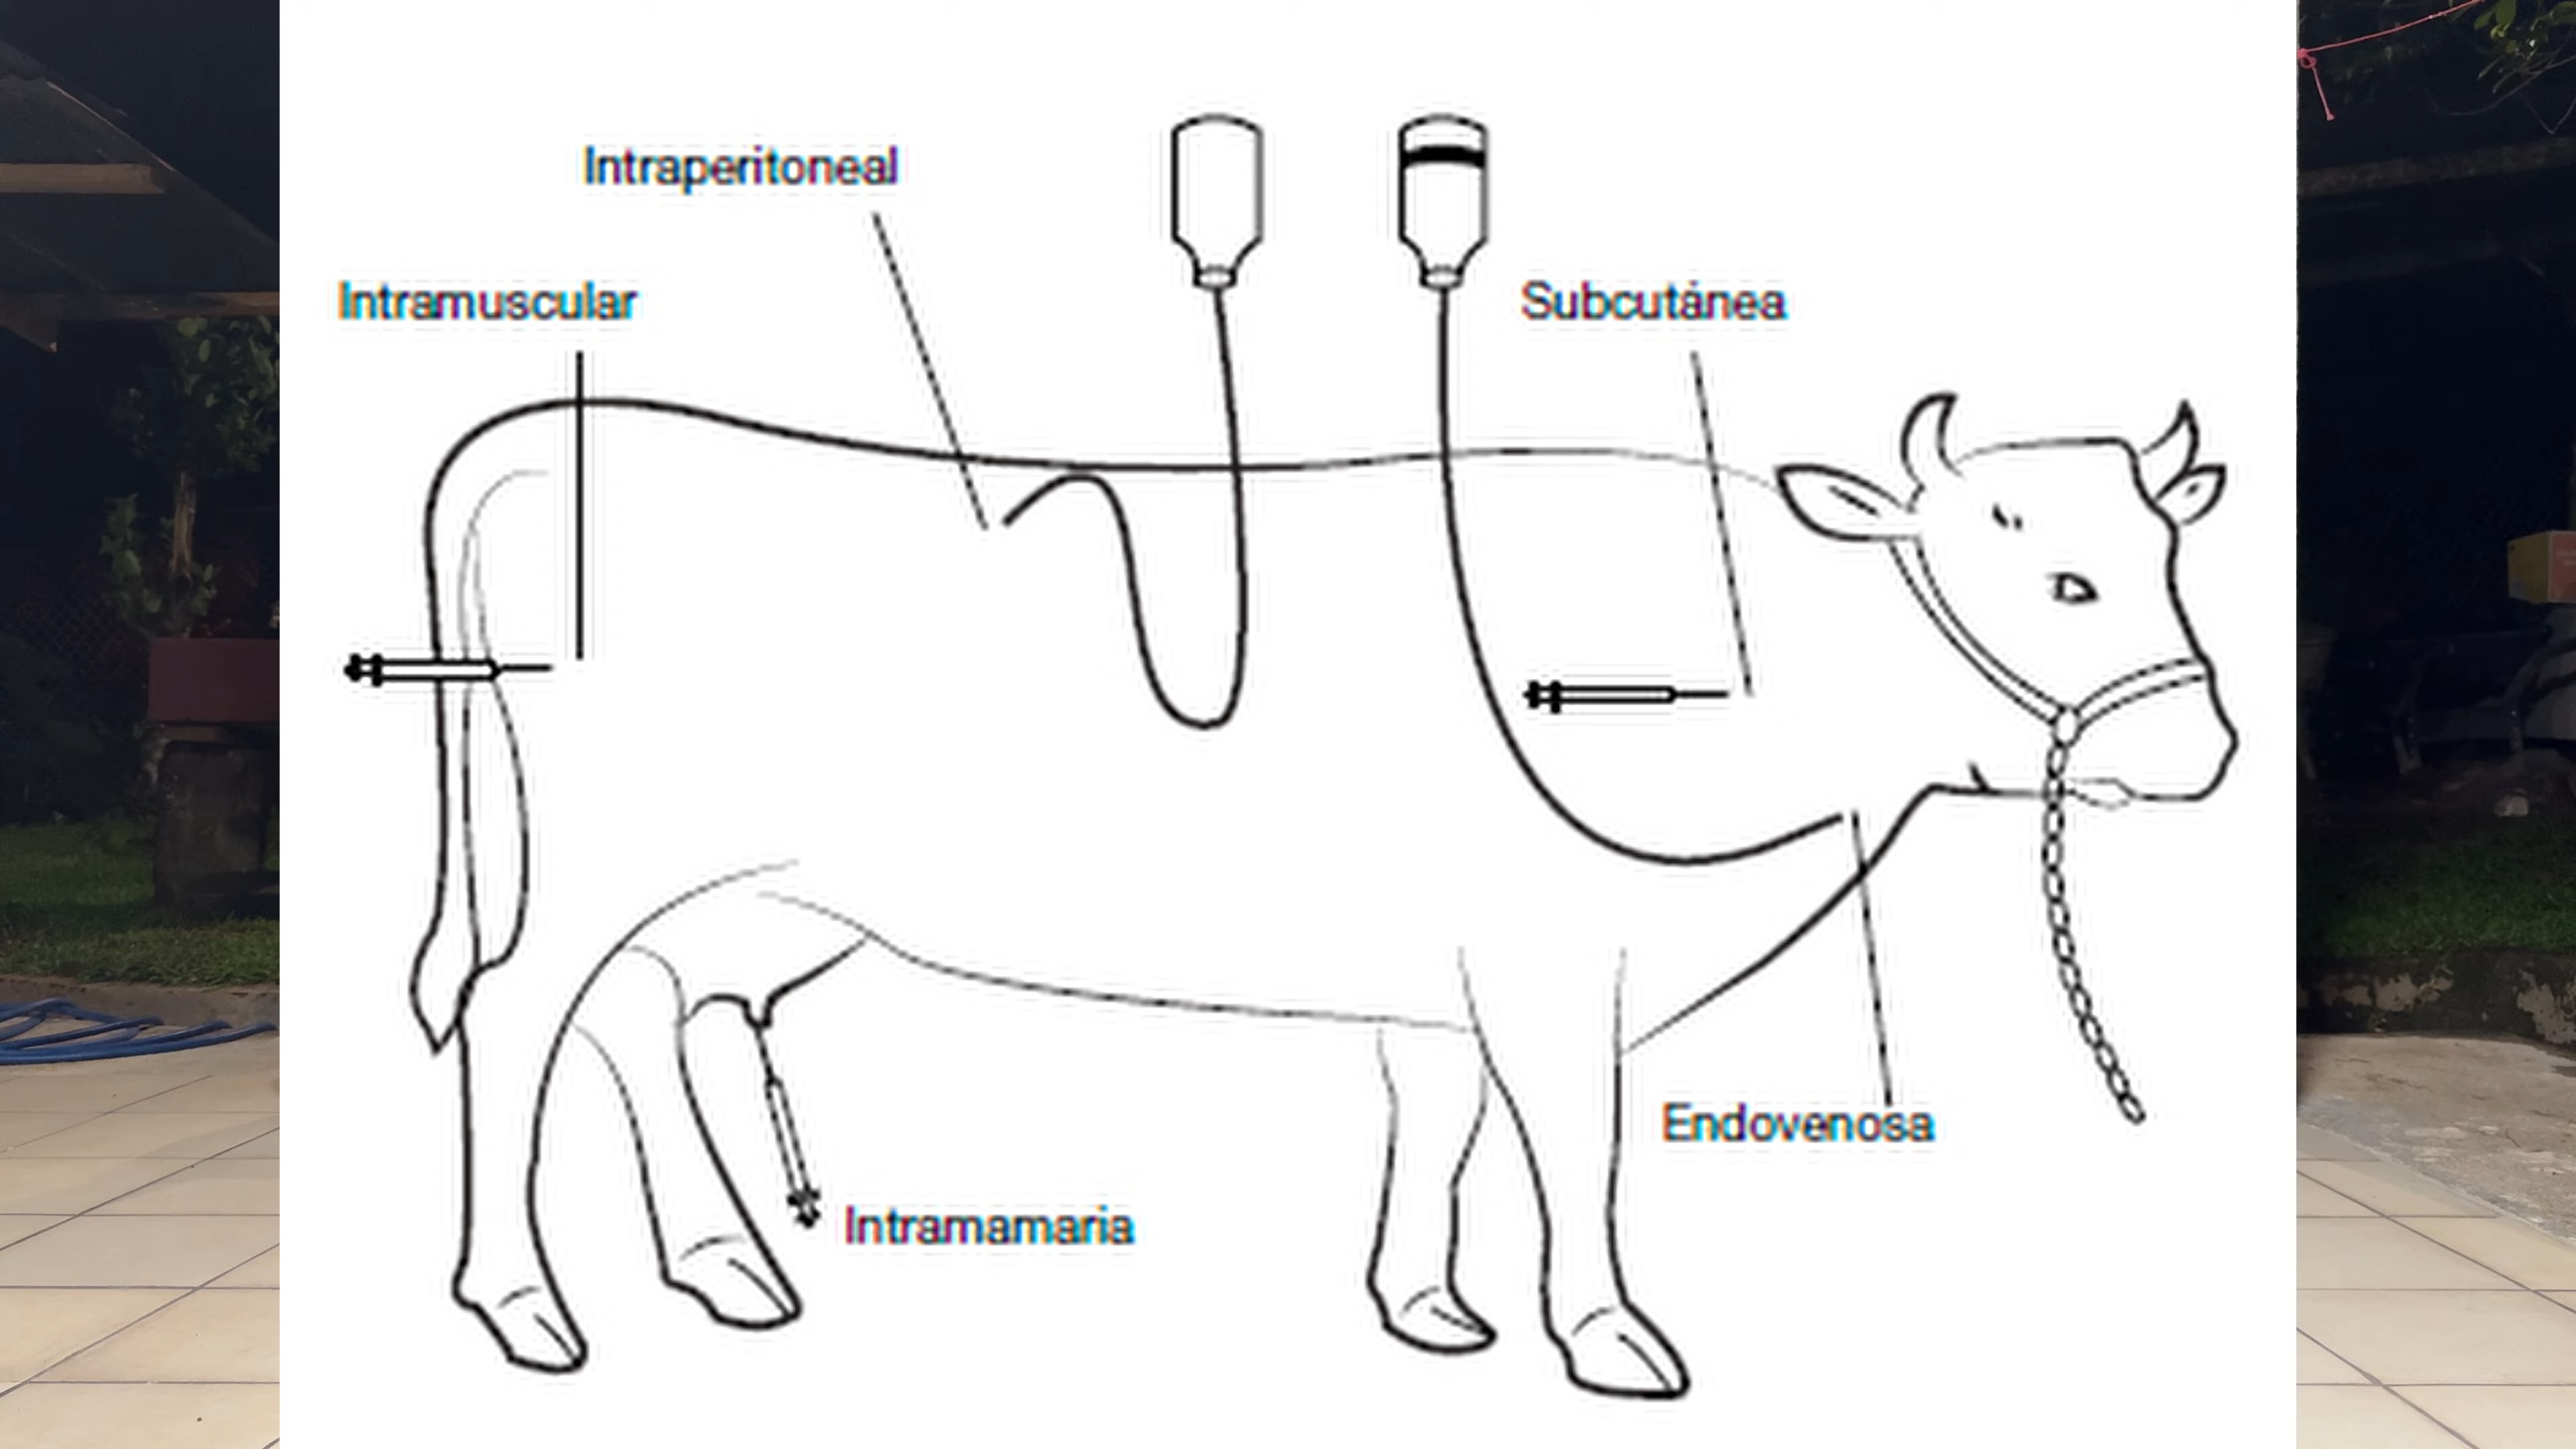 Intraperitoneal
Intramuscular
Subcutánea
Endovenosa
Intramamaria